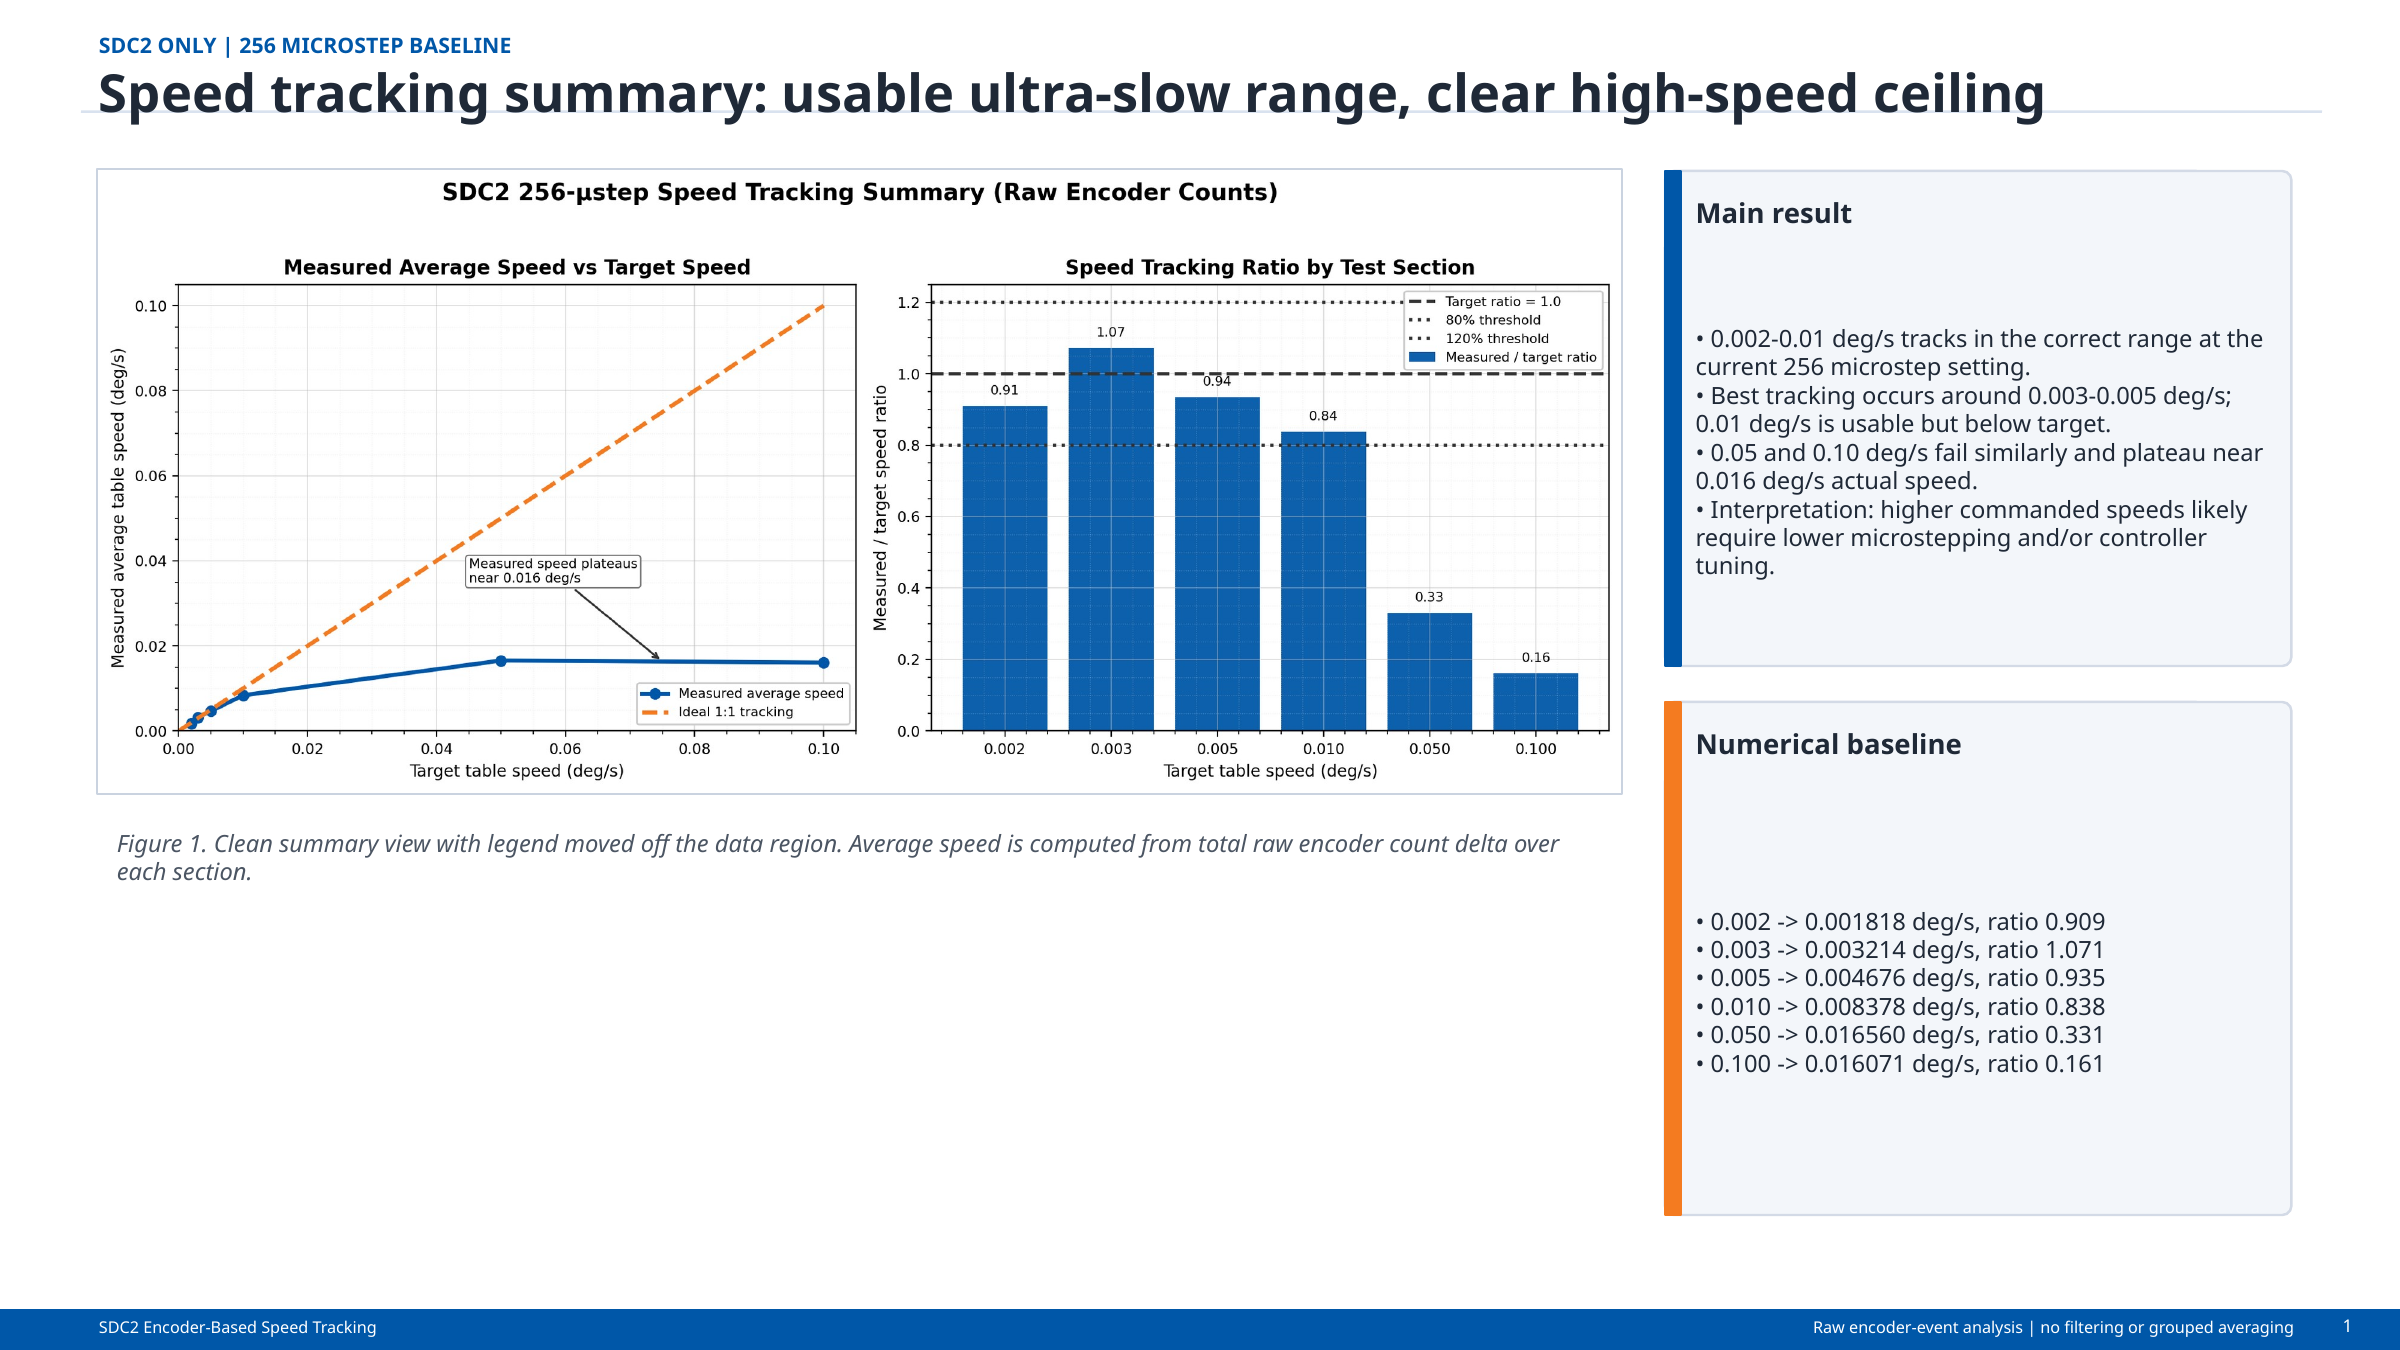 SDC2 ONLY | 256 MICROSTEP BASELINE
Speed tracking summary: usable ultra-slow range, clear high-speed ceiling
SDC2 256-µstep Speed Tracking Summary (Raw Encoder Counts)
Measured Average Speed vs Target Speed
Measured average table speed (deg/s)
0.10
0.08
0.06
0.04
0.02
0.00
Measured speed plateaus
near 0.016 deg/s
Measured average speed
Ideal 1:1 tracking
0.00 0.02 0.04 0.06 0.08 0.10
Target table speed (deg/s)
Speed Tracking Ratio by Test Section
Measured / target speed ratio
1.2
1.0
0.8
0.6
0.4
0.2
0.0
Target ratio = 1.0
80% threshold
120% threshold
Measured / target ratio
0.91
1.07
0.94
0.84
0.33
0.16
0.002 0.003 0.005 0.010 0.050 0.100
Target table speed (deg/s)
Figure 1. Clean summary view with legend moved off the data region. Average speed is computed from total raw encoder count delta over
each section.
Main result
• 0.002-0.01 deg/s tracks in the correct range at the
current 256 microstep setting.
• Best tracking occurs around 0.003-0.005 deg/s;
0.01 deg/s is usable but below target.
• 0.05 and 0.10 deg/s fail similarly and plateau near
0.016 deg/s actual speed.
• Interpretation: higher commanded speeds likely
require lower microstepping and/or controller
tuning.
Numerical baseline
• 0.002 -> 0.001818 deg/s, ratio 0.909
• 0.003 -> 0.003214 deg/s, ratio 1.071
• 0.005 -> 0.004676 deg/s, ratio 0.935
• 0.010 -> 0.008378 deg/s, ratio 0.838
• 0.050 -> 0.016560 deg/s, ratio 0.331
• 0.100 -> 0.016071 deg/s, ratio 0.161
SDC2 Encoder-Based Speed Tracking
Raw encoder-event analysis | no filtering or grouped averaging
1